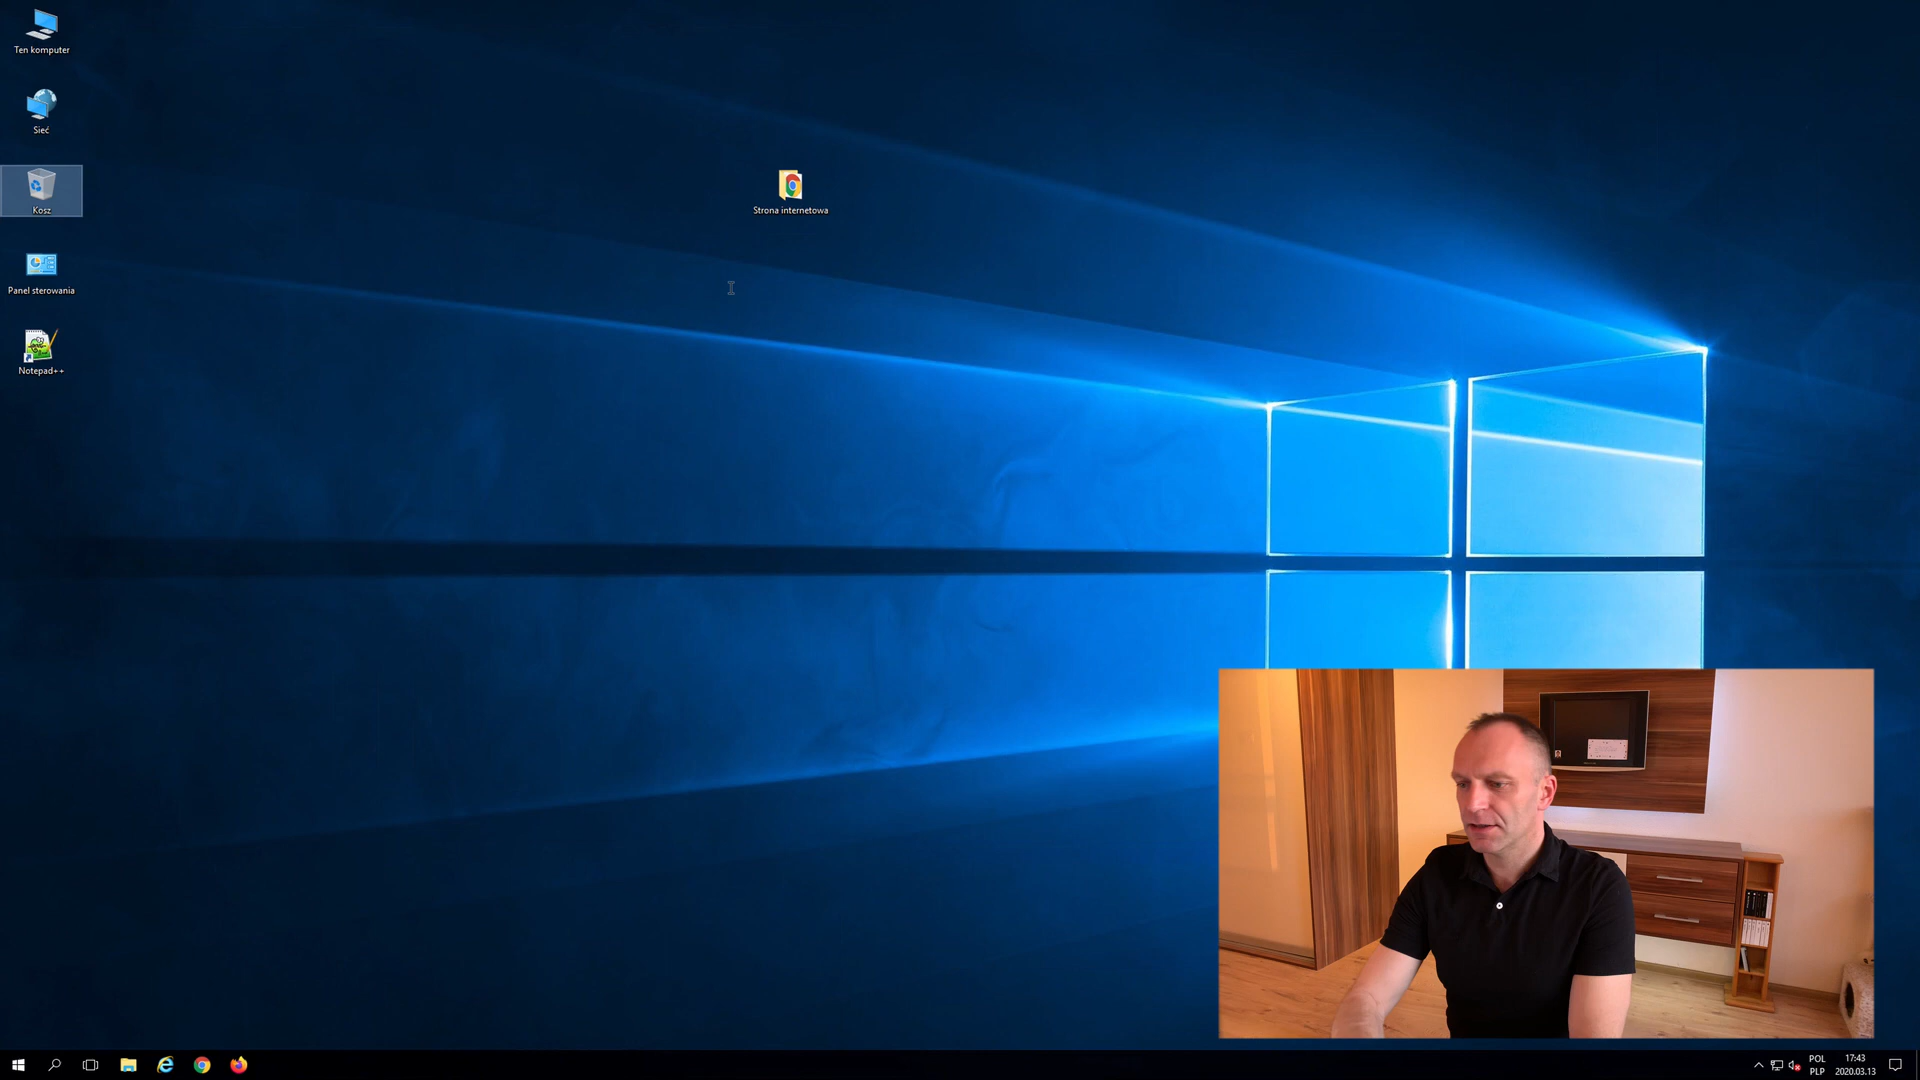 Ten komputer
Sieć
Kosz
Strona internetowa
Panel sterowania
Notepad++
POL
PLP
17:43
2020.03.13